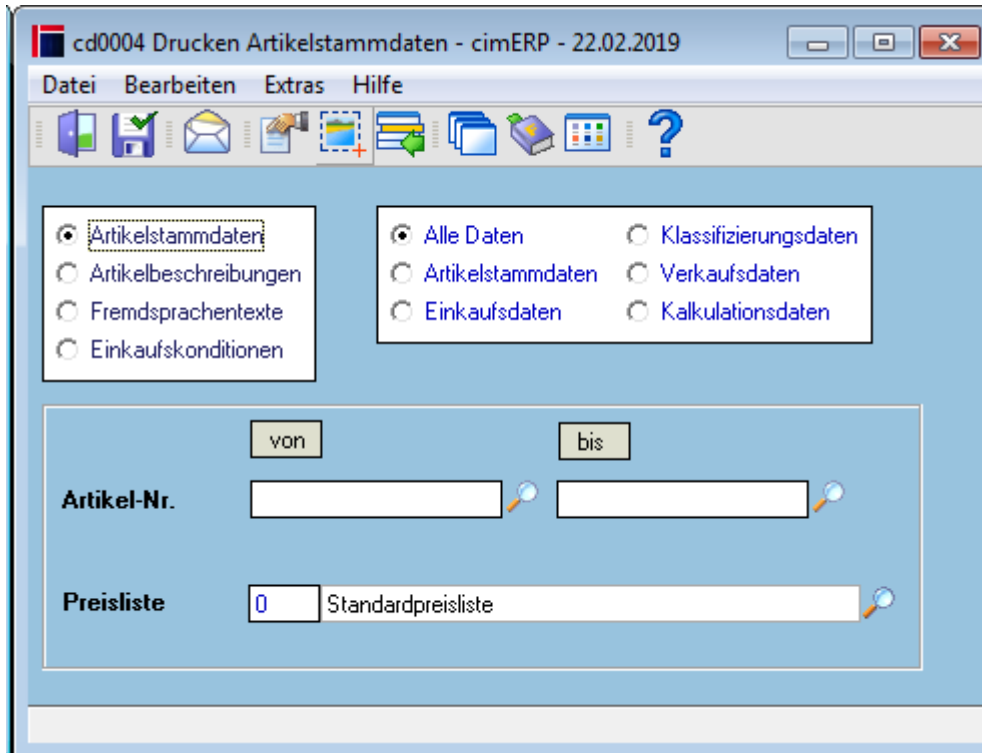 cd0004 Drucken Artikelstammdaten - cimERP - 22.02.2019
Datei Bearbeiten Extras Hilfe
Artikelstammdaten
Artikelbeschreibungen
Fremdsprachentexte
Einkaufskonditionen
Alle Daten Klassifizierungsdaten
Artikelstammdaten Verkaufsdaten
Einkaufsdaten Kalkulationsdaten
von bis
Artikel-Nr.
Preisliste 0 Standardpreisliste